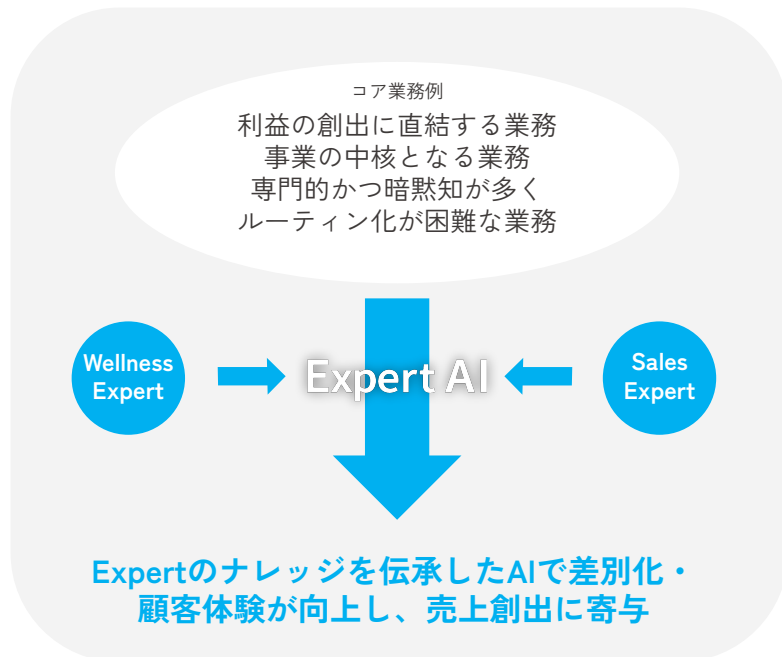 コア業務例
利益の創出に直結する業務
事業の中核となる業務
専門的かつ暗黙知が多く
ルーティン化が困難な業務
Wellness
Expert
Expert AI
Sales
Expert
Expertのナレッジを伝承したAIで差別化・
顧客体験が向上し、売上創出に寄与